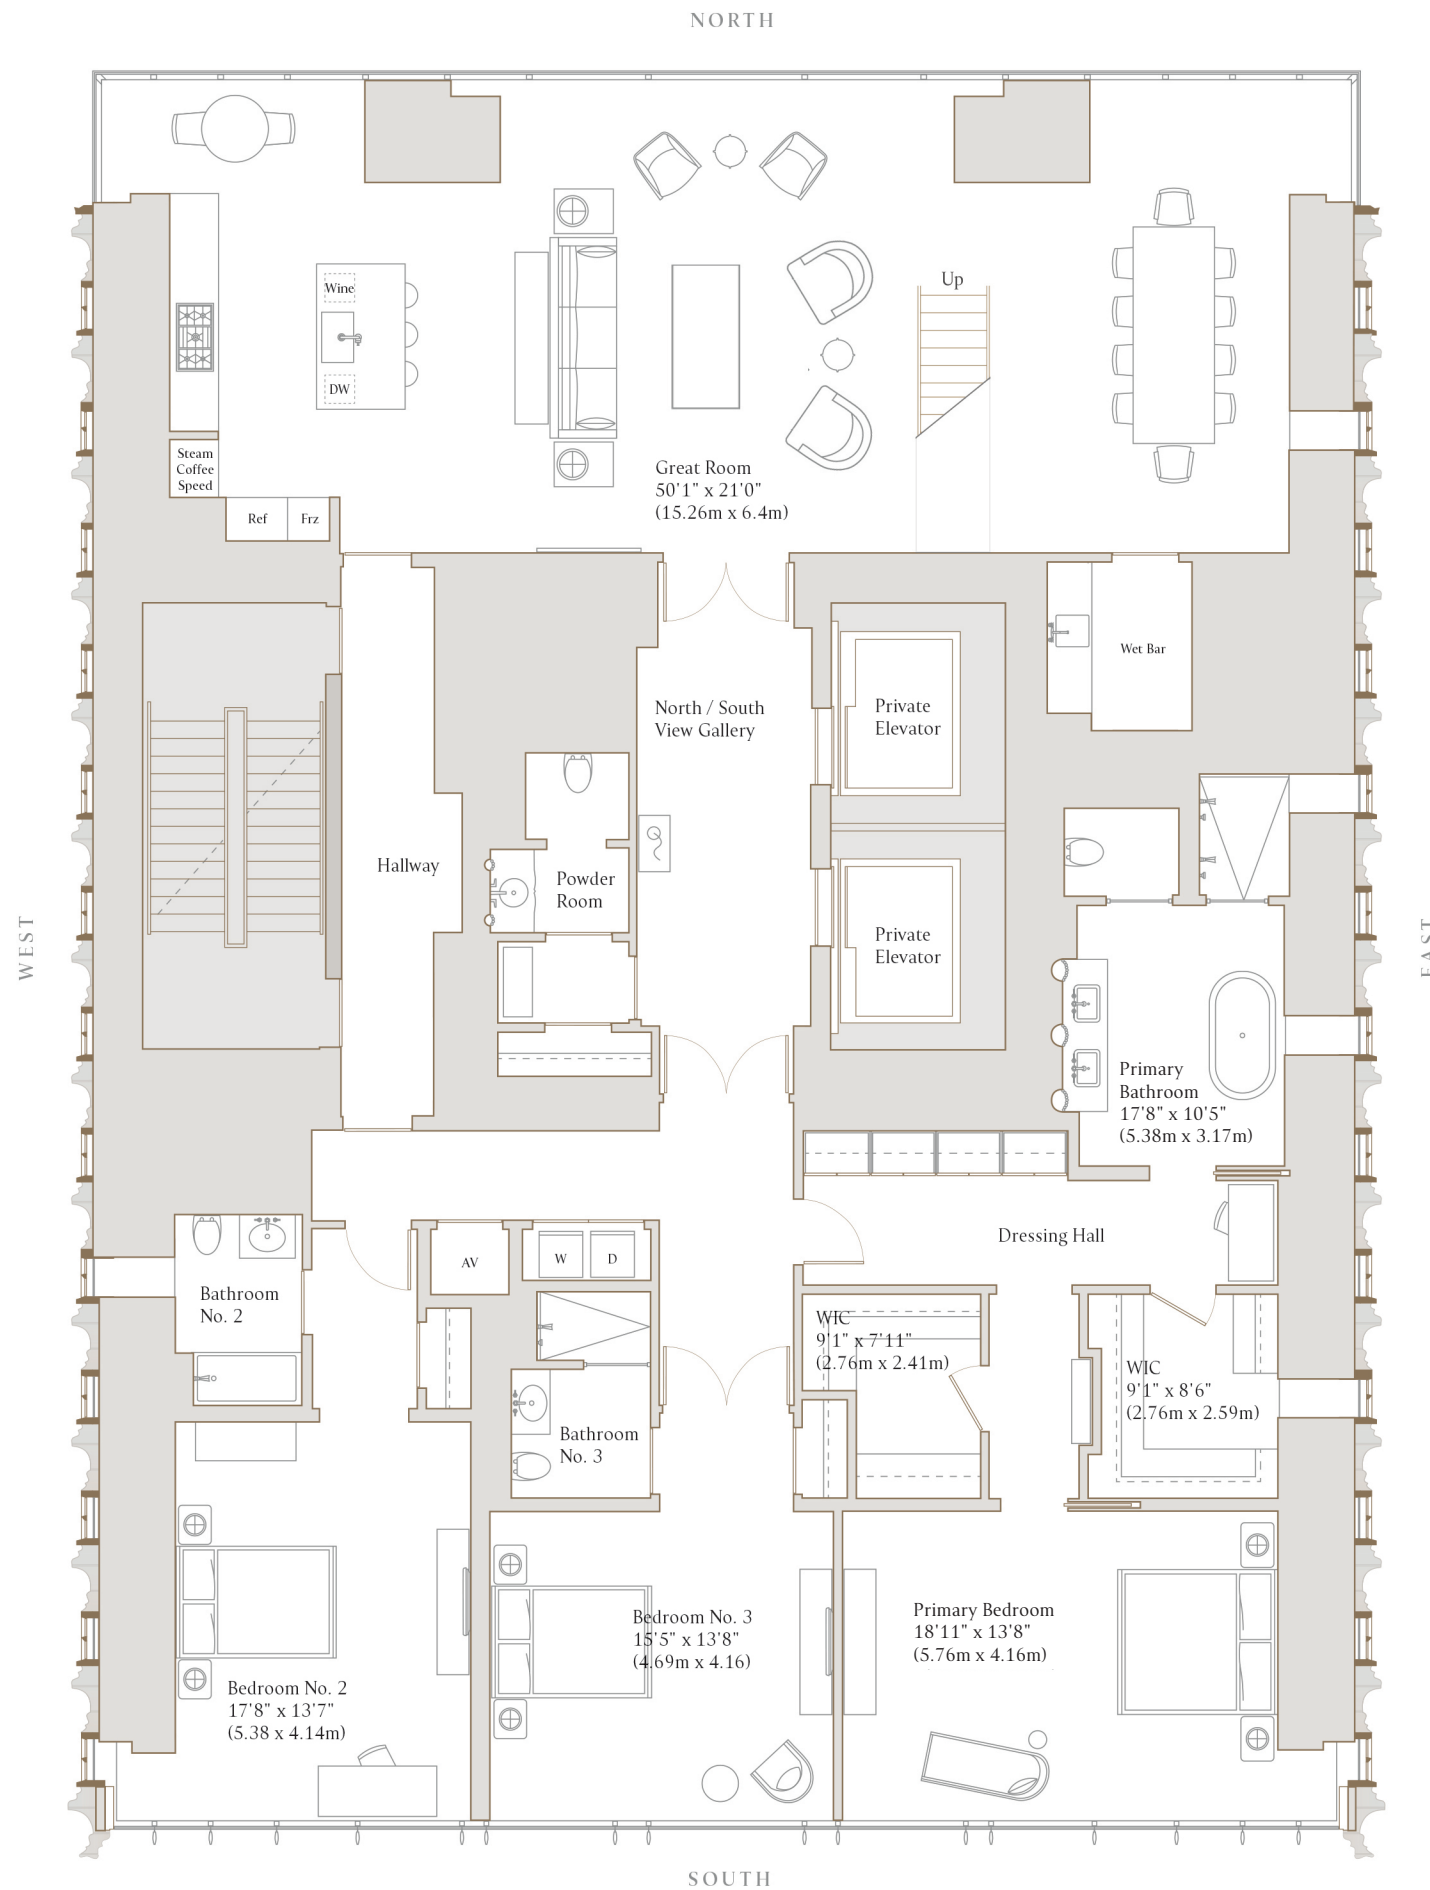 NORTH
Wine
DW
Up
Steam
Coffee
Speed
Ref
Frz
Great Room
50'1" x 21'0"
(15.26m x 6.4m)
Wet Bar
North / South
View Gallery
Private
Elevator
Hallway
Powder
Room
Private
Elevator
WEST
EAST
Primary
Bathroom
17'8" x 10'5"
(5.38m x 3.17m)
Dressing Hall
AV
W
D
Bathroom
No. 2
WIC
9'1" x 7'11"
(2.76m x 2.41m)
WIC
9'1" x 8'6"
(2.76m x 2.59m)
Bathroom
No. 3
Bedroom No. 3
15'5" x 13'8"
(4.69m x 4.16)
Primary Bedroom
18'11" x 13'8"
(5.76m x 4.16m)
Bedroom No. 2
17'8" x 13'7"
(5.38 x 4.14m)
SOUTH